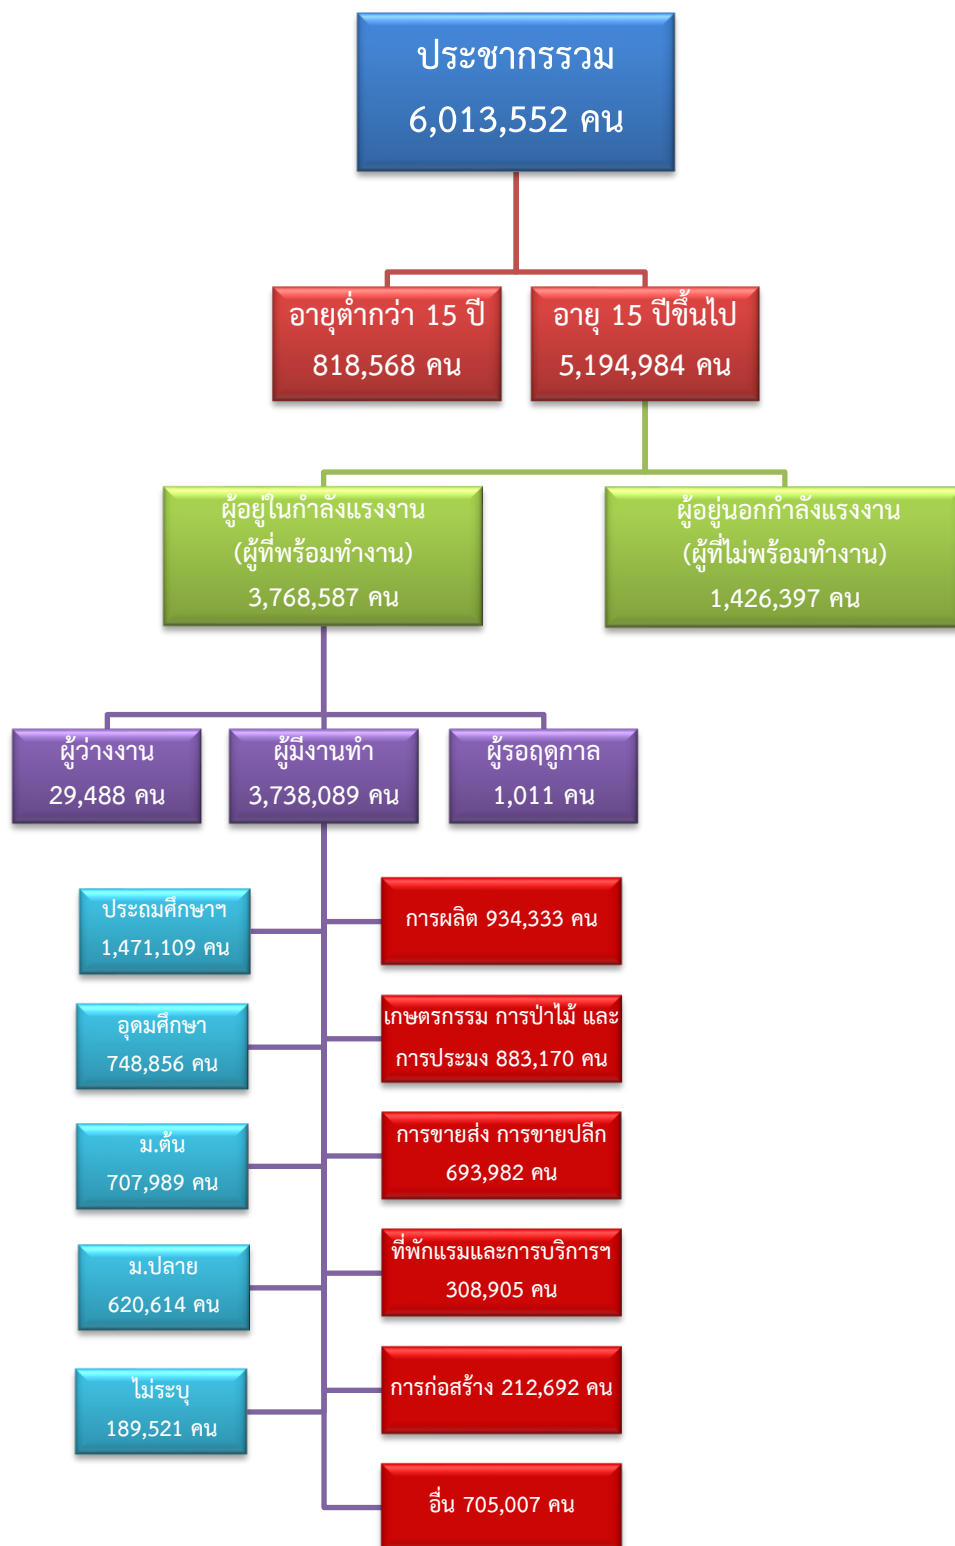 ประชากรรวม
6,013,552 คน
อายุต่ำกว่า 15 ปี
818,568 คน
อายุ 15 ปีขึ้นไป
5,194,984 คน
ผู้อยู่ในกำลังแรงงาน
(ผู้ที่พร้อมทำงาน)
3,768,587 คน
ผู้อยู่นอกกำลังแรงงาน
(ผู้ที่ไม่พร้อมทำงาน)
1,426,397 คน
ผู้ว่างงาน
29,488 คน
ผู้มีงานทำ
3,738,089 คน
ผู้รอฤดูกาล
1,011 คน
ประถมศึกษาฯ
1,471,109 คน
อุดมศึกษา
748,856 คน
ม.ต้น
707,989 คน
ม.ปลาย
620,614 คน
ไม่ระบุ
189,521 คน
การผลิต 934,333 คน
เกษตรกรรม การป่าไม้ และ
การประมง 883,170 คน
การขายส่ง การขายปลีก
693,982 คน
ที่พักแรมและการบริการฯ
308,905 คน
การก่อสร้าง 212,692 คน
อื่น 705,007 คน